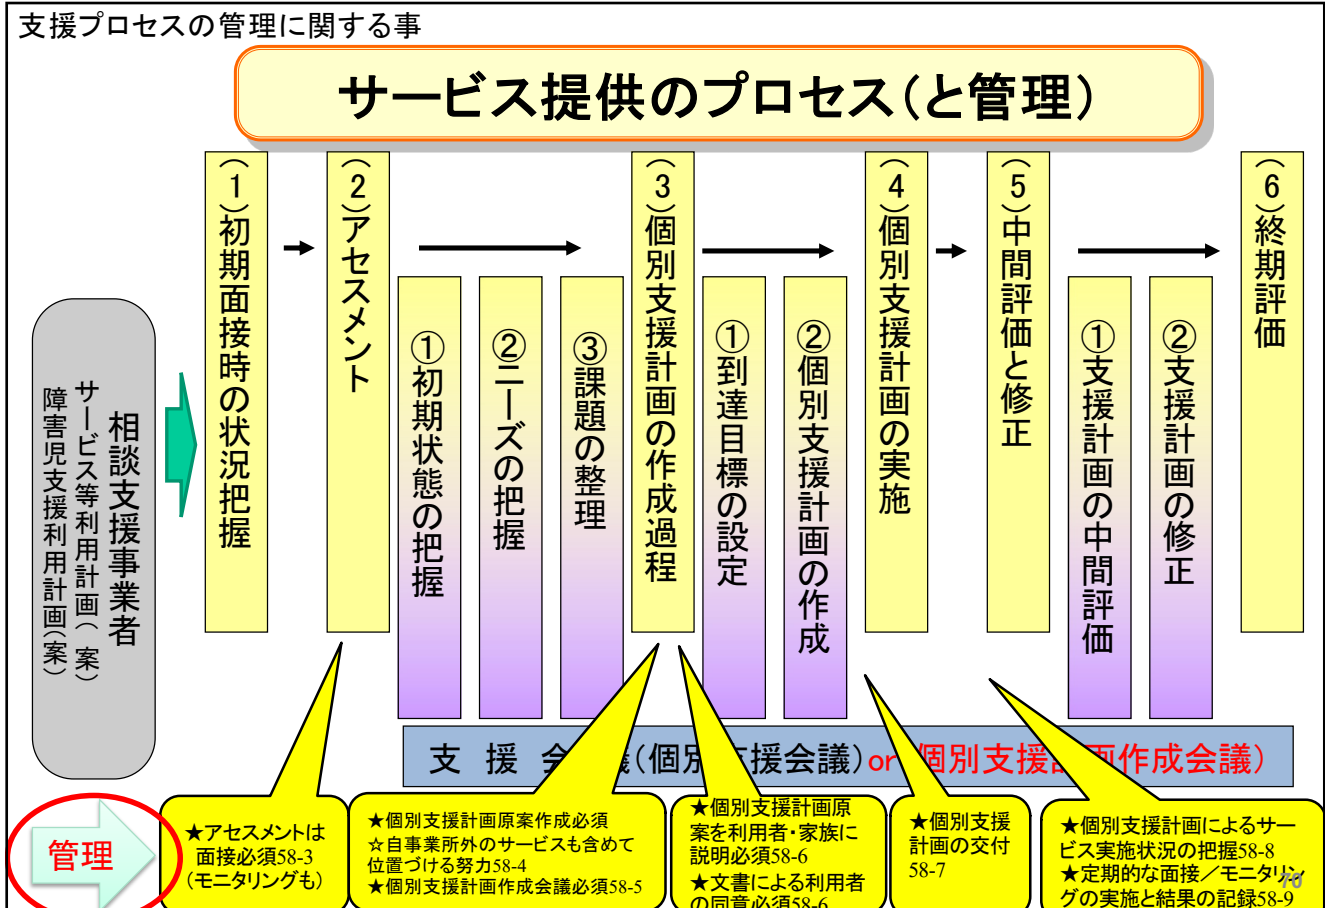 支援プロセスの管理に関する事
サービス提供のプロセス(と管理)
相談支援事業者
サービス等利用計画(案)
障害児支援利用計画(案)
(1)初期面接時の状況把握
(2)アセスメント
①初期状態の把握
②ニーズの把握
③課題の整理
(3)個別支援計画の作成過程
①到達目標の設定
②個別支援計画の作成
(4)個別支援計画の実施
(5)中間評価と修正
①支援計画の中間評価
②支援計画の修正
(6)終期評価
支 援 会 議(個別支援会議)or(個別支援計画作成会議)
管理
★アセスメントは
面接必須58-3
(モニタリングも)
★個別支援計画原案作成必須
☆自事業所外のサービスも含めて
位置づける努力58-4
★個別支援計画作成会議必須58-5
★個別支援計画原
案を利用者・家族に
説明必須58-6
★文書による利用者
の同意必須58-6
★個別支援
計画の交付
58-7
★個別支援計画によるサー
ビス実施状況の把握58-8
★定期的な面接/モニタリン
グの実施と結果の記録58-9
70